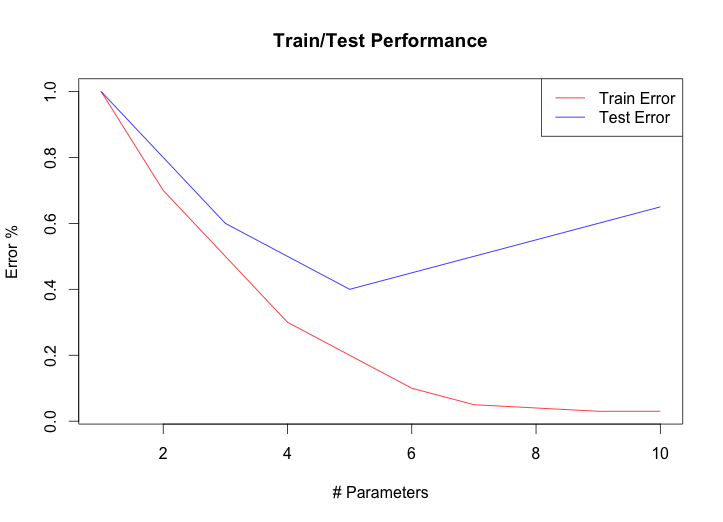 Train/Test Performance
Train Error
Test Error
Error %
1.0
0.8
0.6
0.4
0.2
0.0
2 4 6 8 10
# Parameters